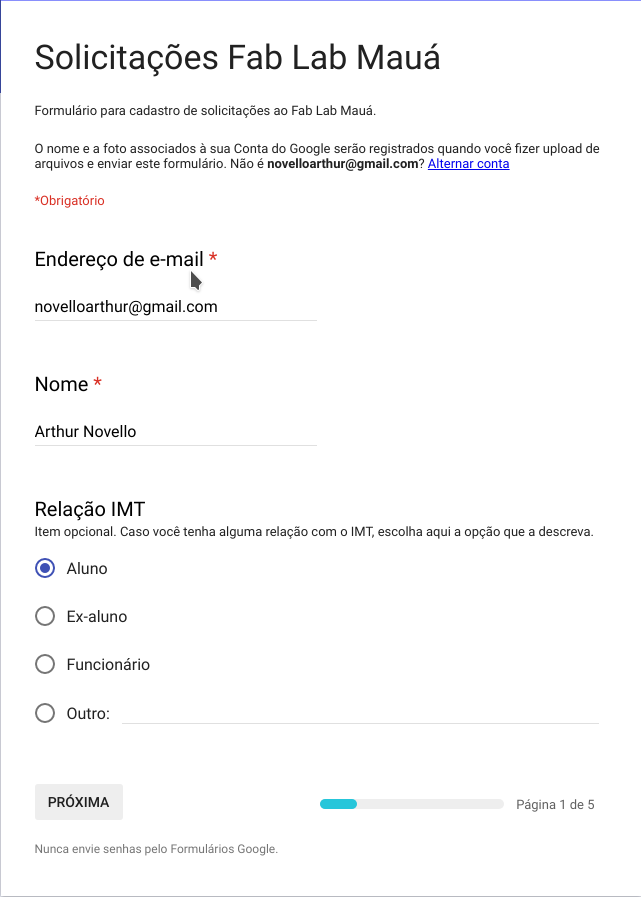 Solicitações Fab Lab Mauá
Formulário para cadastro de solicitações ao Fab Lab Mauá.
O nome e a foto associados à sua Conta do Google serão registrados quando você fizer upload de
arquivos e enviar este formulário. Não é novelloarthur@gmail.com? Alternar conta
*Obrigatório
Endereço de e-mail *
novelloarthur@gmail.com
Nome *
Arthur Novello
Relação IMT
Item opcional. Caso você tenha alguma relação com o IMT, escolha aqui a opção que a descreva.
Aluno
Ex-aluno
Funcionário
Outro:
PRÓXIMA
Página 1 de 5
Nunca envie senhas pelo Formulários Google.